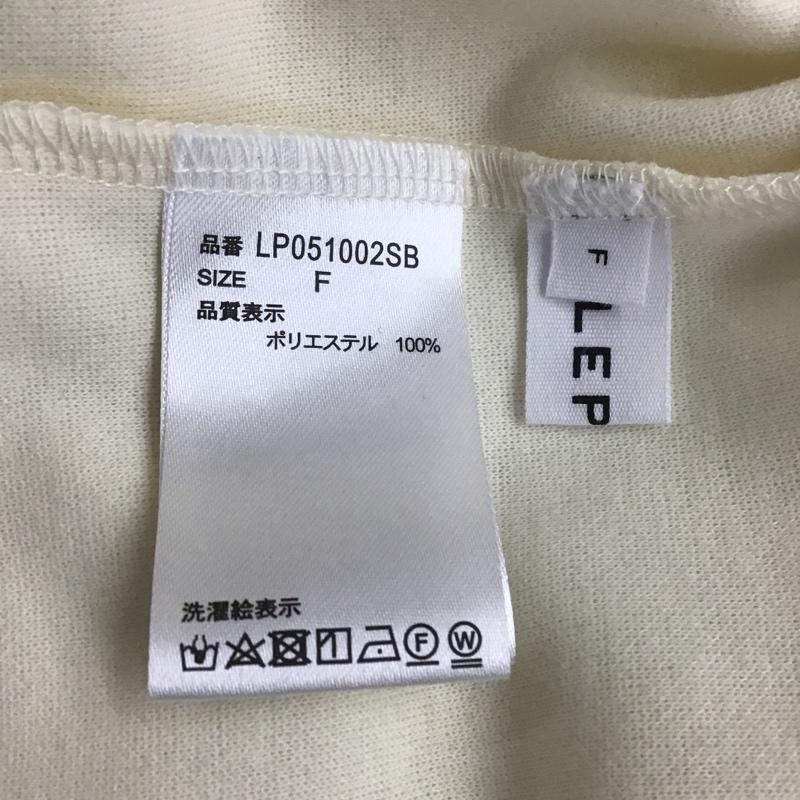 品番 LP051002SB
SIZE F
品質表示
ポリエステル 100%
洗濯絵表示
F W
F
LEP